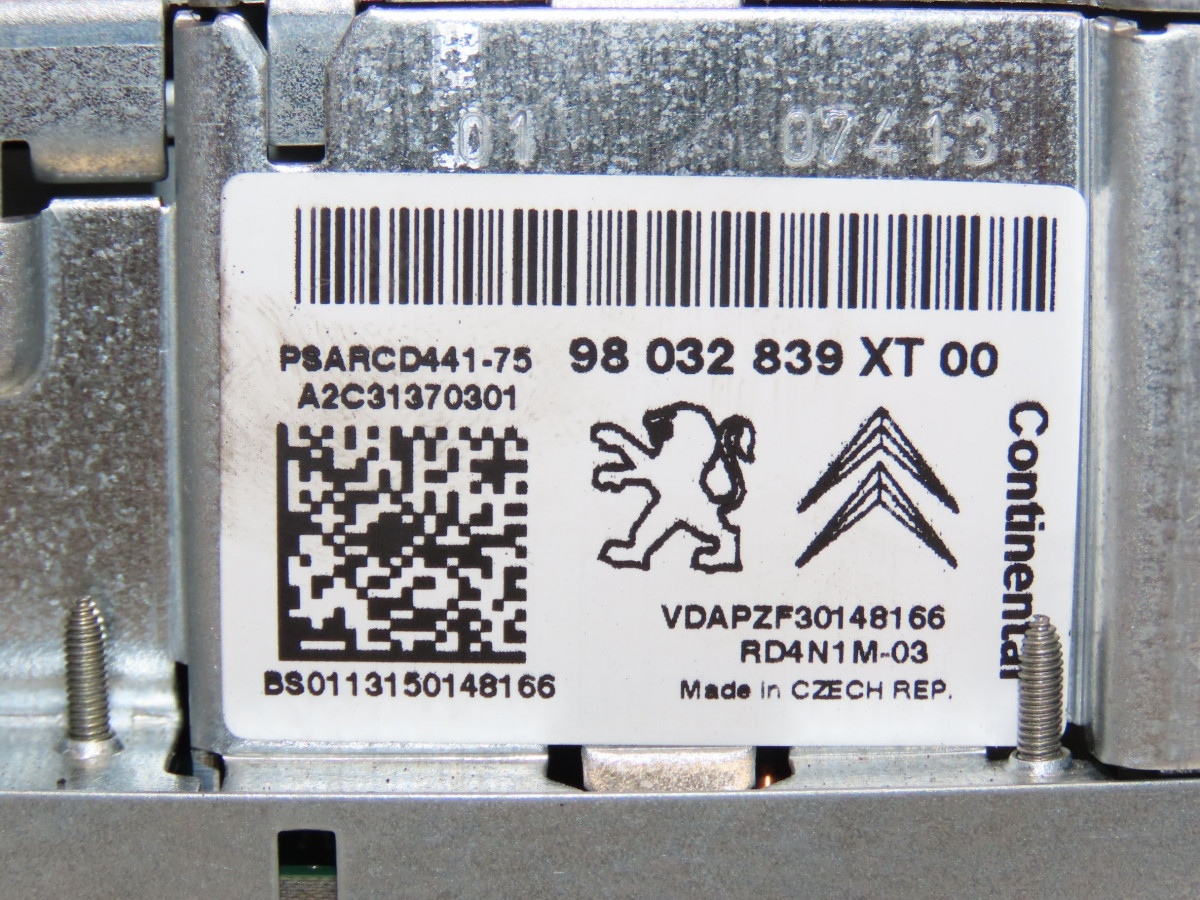 01 07413
PSARCD441-75
98 032 839 XT 00
A2C31370301
Continental
VDAPZF30148166
RD4N1M-03
BS0113150148166
Made in CZECH REP.